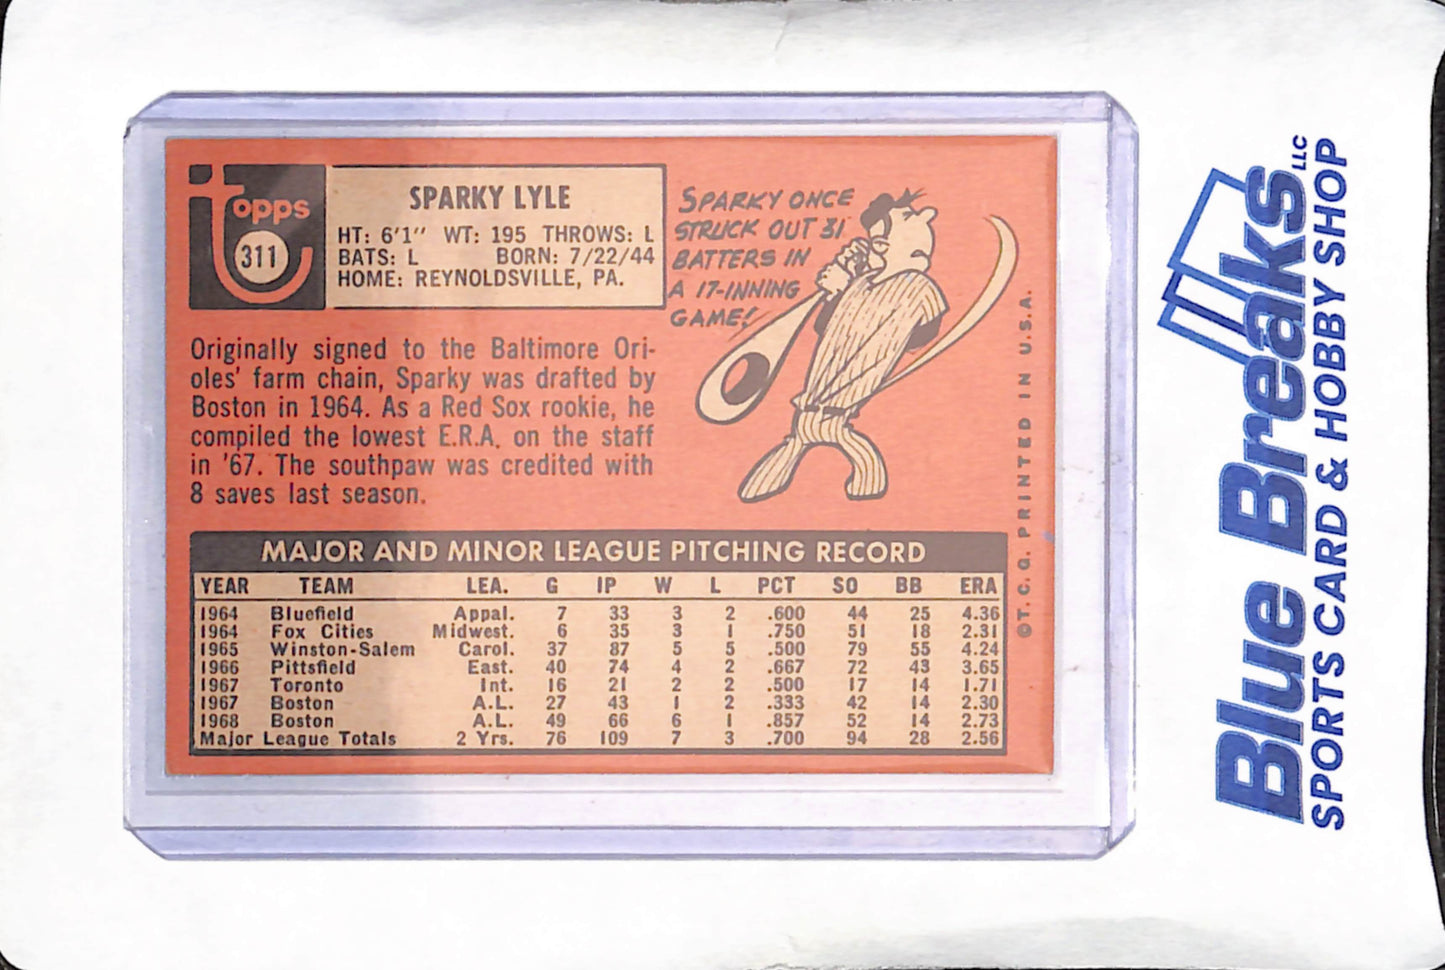 Topps
311
SPARKY LYLE
HT: 6'1" WT: 195 THROWS: L
BATS: L BORN: 7/22/44
HOME: REYNOLDSVILLE, PA.
SPARKY ONCE
STRUCK OUT 31
BATTERS IN
A 17-INNING
GAME!
Originally signed to the Baltimore Ori-
oles' farm chain, Sparky was drafted by
Boston in 1964. As a Red Sox rookie, he
compiled the lowest E.R.A. on the staff
in '67. The southpaw was credited with
8 saves last season.
MAJOR AND MINOR LEAGUE PITCHING RECORD
YEAR TEAM LEA. G IP W L PCT SO BB ERA
1964 Bluefield Appal. 7 33 3 2 .600 44 25 4.36
1964 Fox Cities Midwest. 6 35 3 1 .750 51 18 2.31
1965 Winston-Salem Carol. 37 87 5 5 .500 79 55 4.24
1966 Pittsfield East. 40 74 4 2 .667 72 43 3.65
1967 Toronto Int. 16 21 2 2 .500 17 14 1.71
1967 Boston A.L. 27 43 1 2 .333 42 14 2.30
1968 Boston A.L. 49 66 6 1 .857 52 14 2.73
Major League Totals 2 Yrs. 76 109 7 3 .700 94 28 2.56
©T.C.G. PRINTED IN U.S.A.
Blue Breaks LLC
SPORTS CARD & HOBBY SHOP